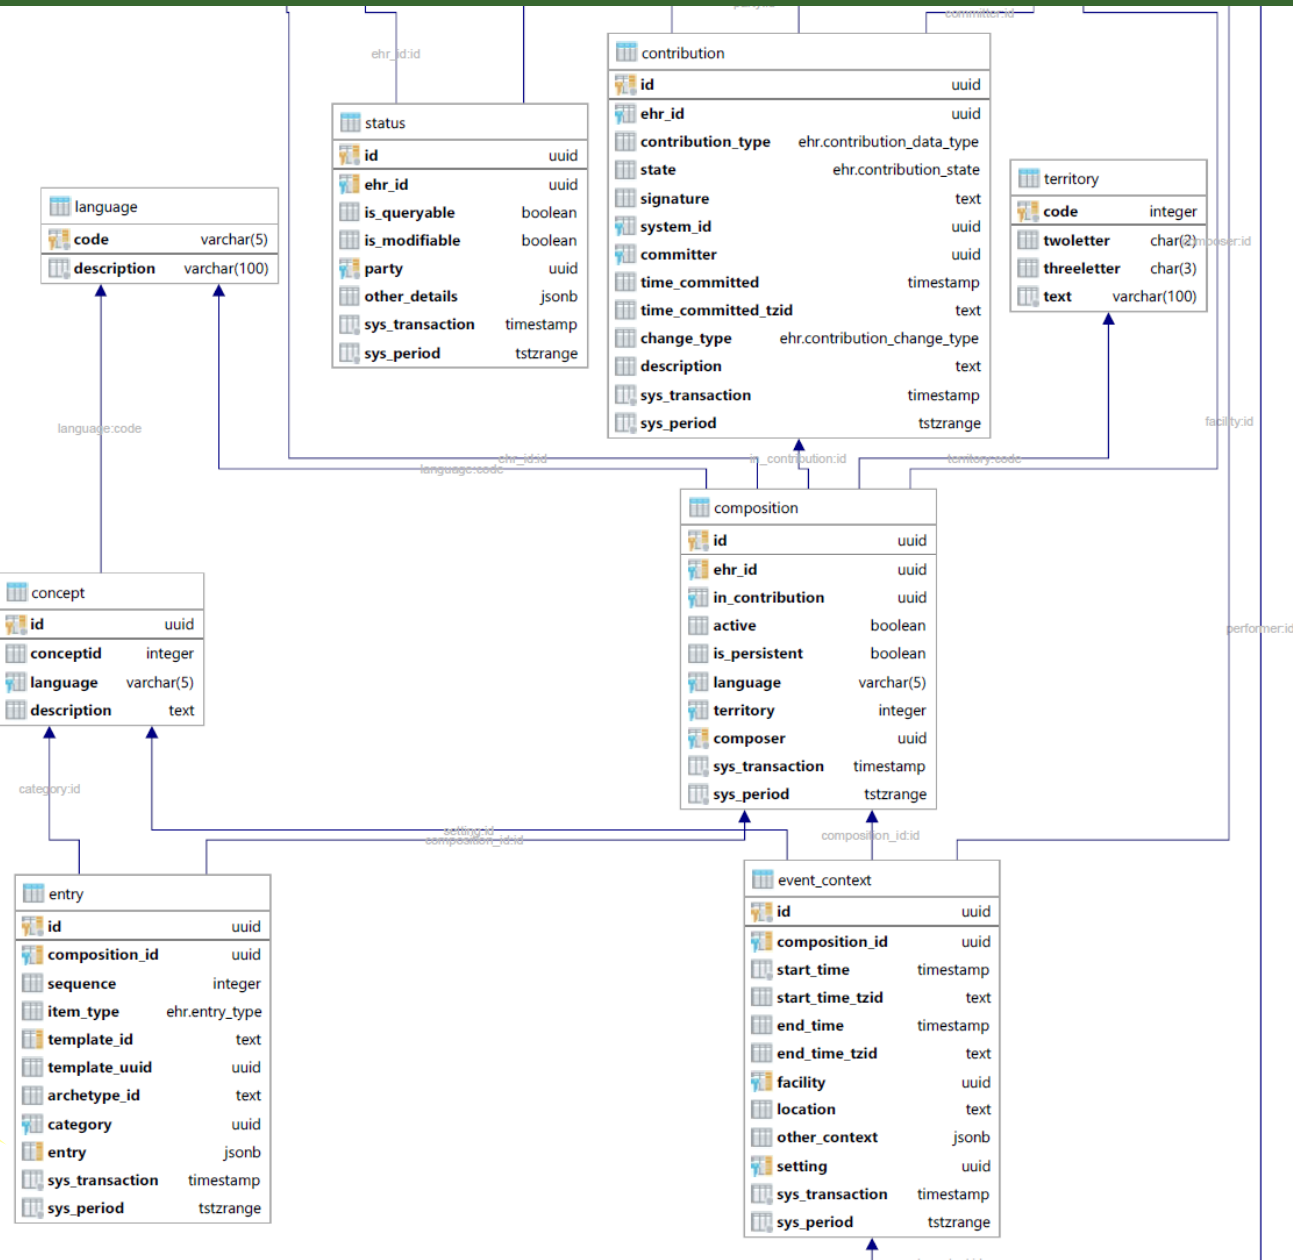 committer:id
ehr_id:id
contribution
id uuid
ehr_id uuid
contribution_type ehr.contribution_data_type
state ehr.contribution_state
signature text
system_id uuid
committer uuid
time_committed timestamp
time_committed_tzid text
change_type ehr.contribution_change_type
description text
sys_transaction timestamp
sys_period tstzrange
status
id uuid
ehr_id uuid
is_queryable boolean
is_modifiable boolean
party uuid
other_details jsonb
sys_transaction timestamp
sys_period tstzrange
territory
code integer
twoletter char(2)
threeletter char(3)
text varchar(100)
language
code varchar(5)
description varchar(100)
language:code
facility:id
ehr_id:id
in_contribution:id
territory:code
language:code
composition
id uuid
ehr_id uuid
in_contribution uuid
active boolean
is_persistent boolean
language varchar(5)
territory integer
composer uuid
sys_transaction timestamp
sys_period tstzrange
concept
id uuid
conceptid integer
language varchar(5)
description text
performer:id
category:id
setting:id
composition_id:id
composition_id:id
entry
id uuid
composition_id uuid
sequence integer
item_type ehr.entry_type
template_id text
template_uuid uuid
archetype_id text
category uuid
entry jsonb
sys_transaction timestamp
sys_period tstzrange
event_context
id uuid
composition_id uuid
start_time timestamp
start_time_tzid text
end_time timestamp
end_time_tzid text
facility uuid
location text
other_context jsonb
setting uuid
sys_transaction timestamp
sys_period tstzrange